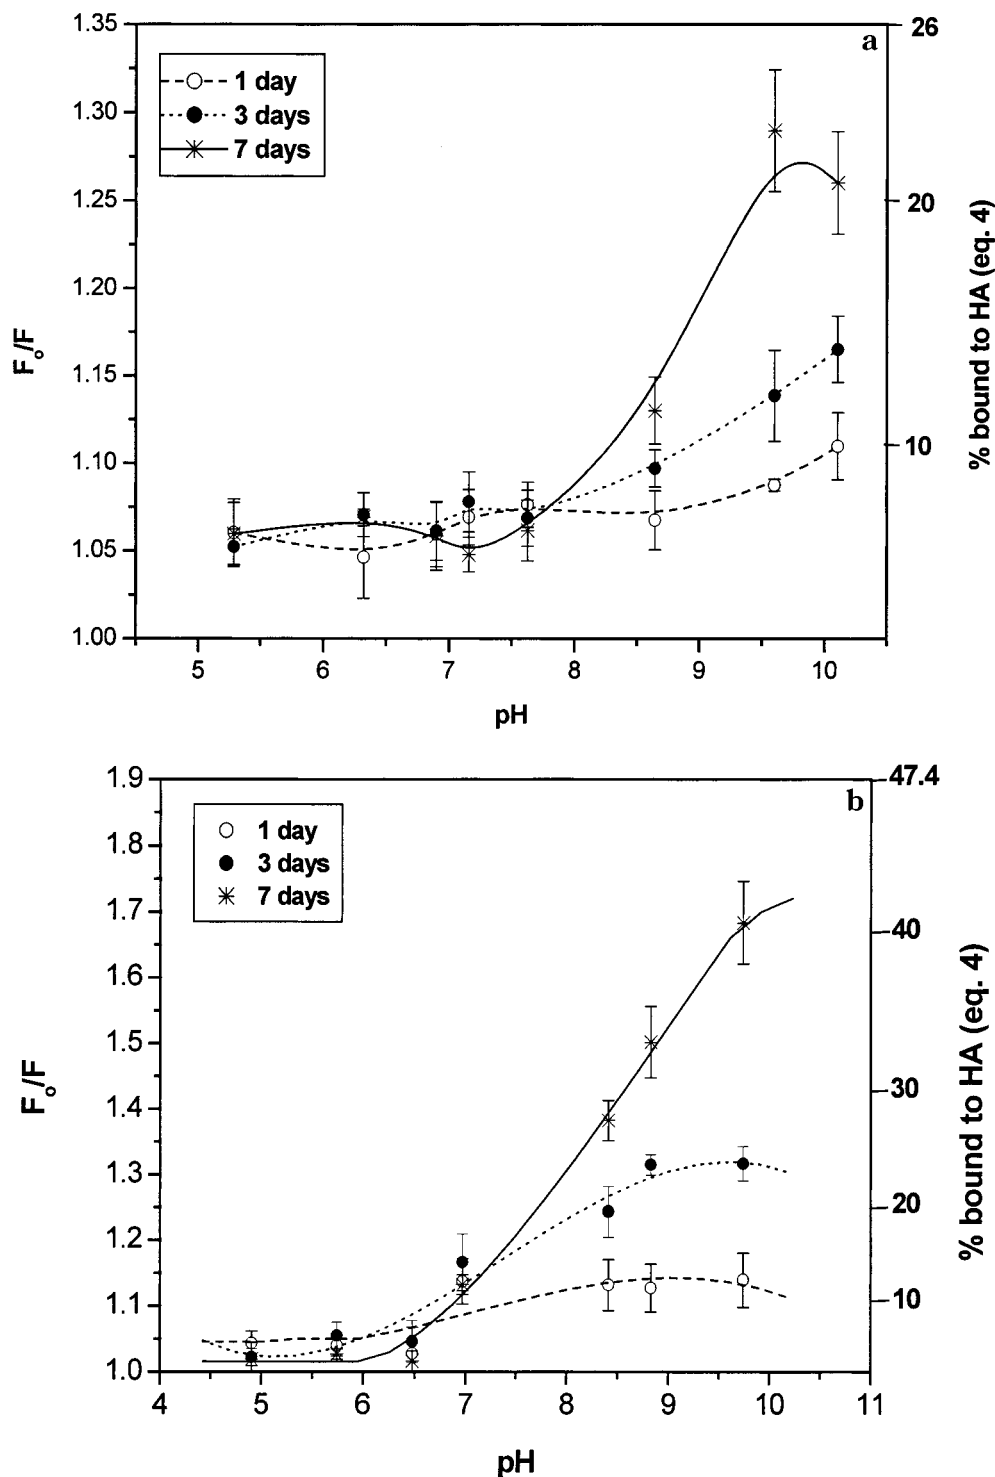 a
1 day
3 days
7 days
1.35
1.30
1.25
1.20
1.15
1.10
1.05
1.00
Fo/F
26
20
10
% bound to HA (eq. 4)
5 6 7 8 9 10
pH
b
1 day
3 days
7 days
1.9
1.8
1.7
1.6
1.5
1.4
1.3
1.2
1.1
1.0
Fo/F
47.4
40
30
20
10
% bound to HA (eq. 4)
4 5 6 7 8 9 10 11
pH